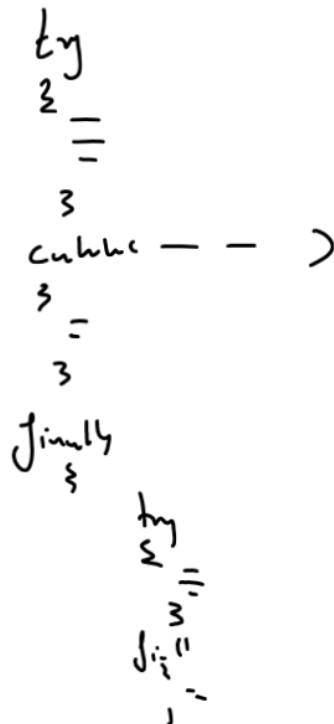 try
{
}
catch( — — )
{
}
finally
{
try
{
}